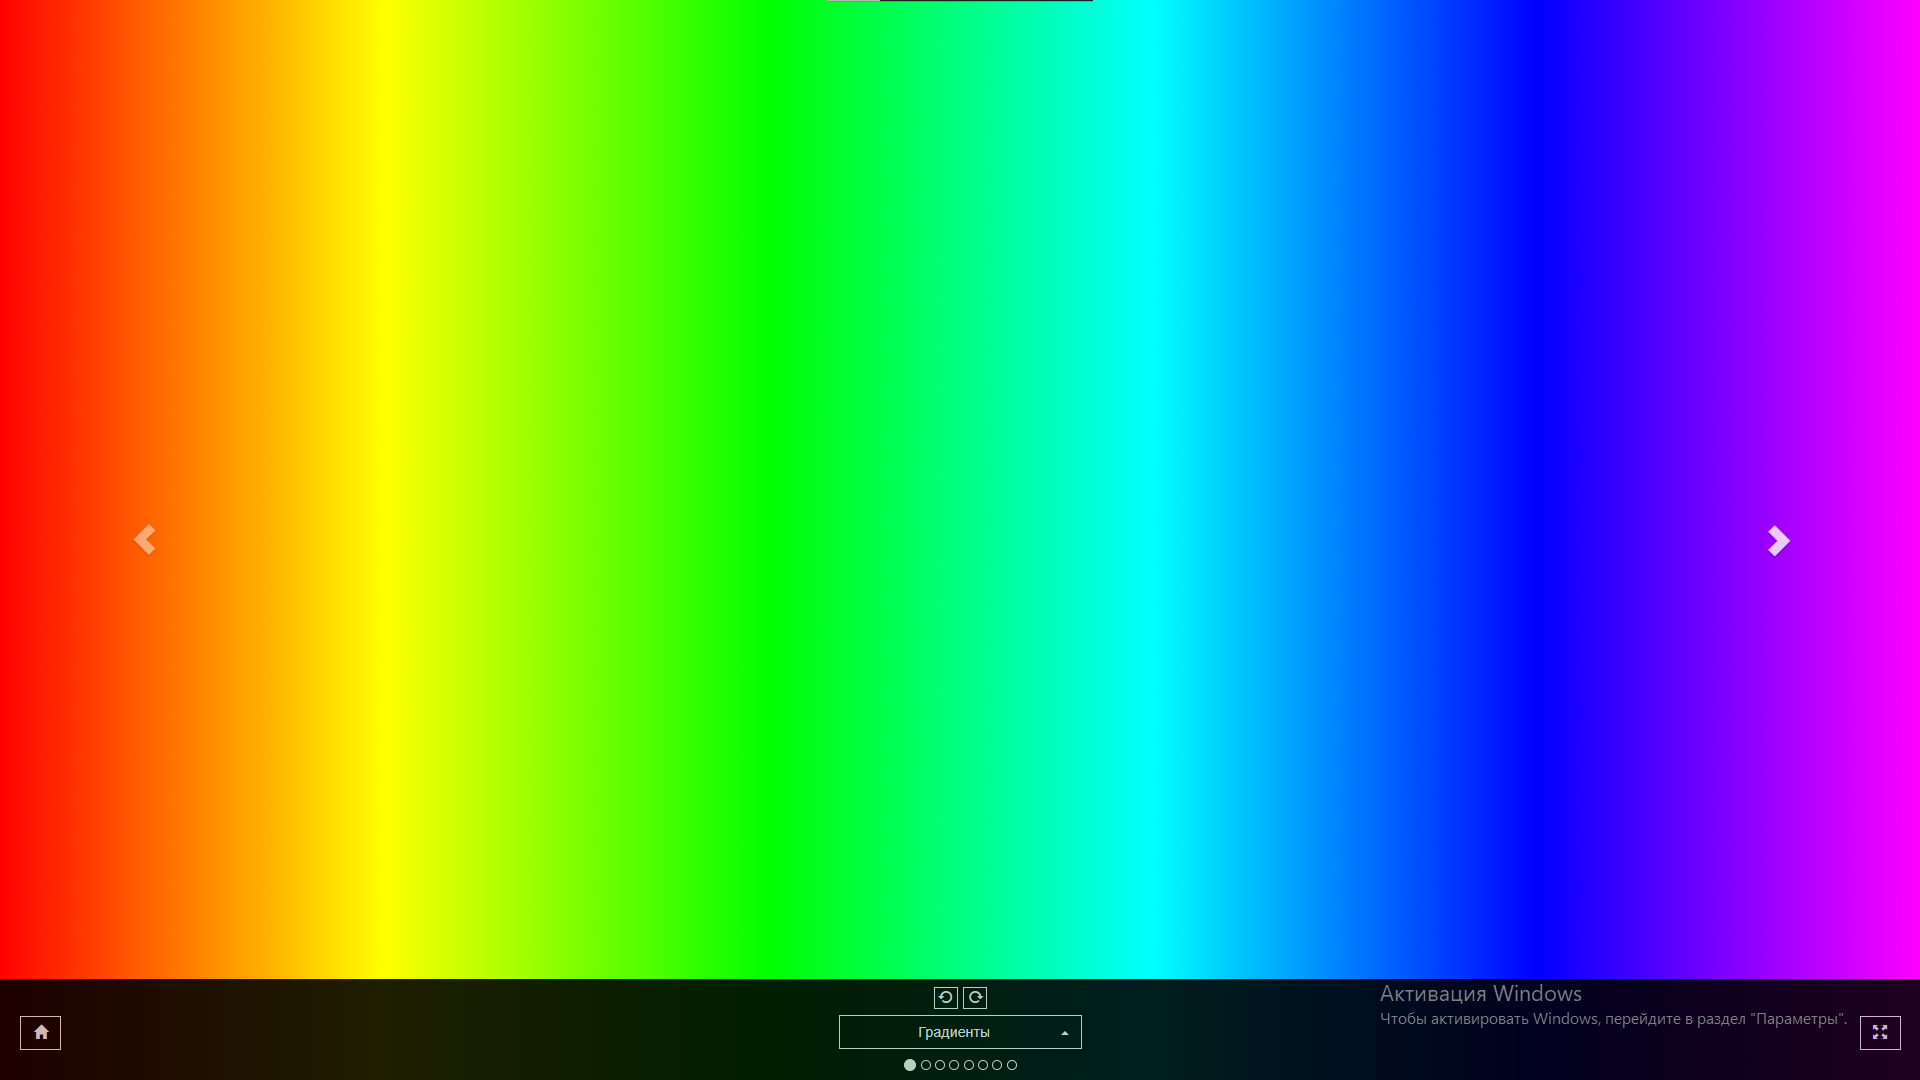 Активация Windows
Чтобы активировать Windows, перейдите в раздел "Параметры".
Градиенты